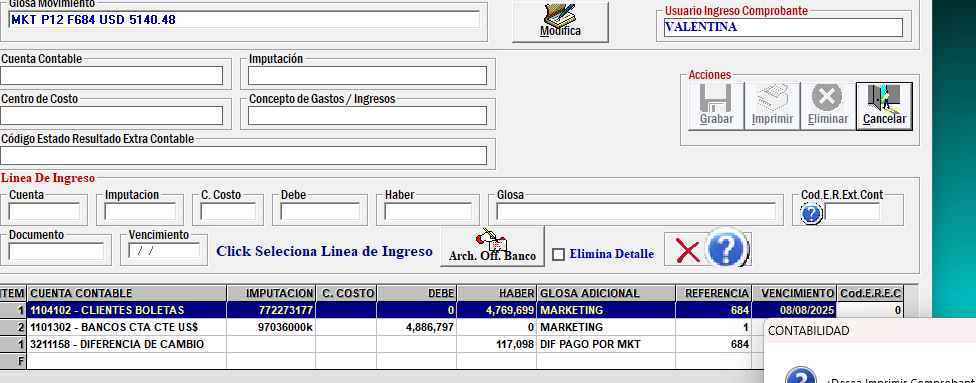 Glosa Movimiento
MKT P12 F684 USD 5140.48
Modifica
Usuario Ingreso Comprobante
VALENTINA
Cuenta Contable
Imputación
Acciones
Centro de Costo
Concepto de Gastos / Ingresos
Grabar Imprimir Eliminar Cancelar
Código Estado Resultado Extra Contable
Linea De Ingreso
Cuenta Imputacion C. Costo Debe Haber Glosa Cod.E.R.Ext.Cont
Documento Vencimiento
/ /
Click Seleciona Linea de Ingreso
Arch. Off. Banco
Elimina Detalle
ITEM CUENTA CONTABLE IMPUTACION C. COSTO DEBE HABER GLOSA ADICIONAL REFERENCIA VENCIMIENTO Cod.E.R.E.C
1 1104102 - CLIENTES BOLETAS 772273177 0 4,769,699 MARKETING 684 08/08/2025 0
2 1101302 - BANCOS CTA CTE US$ 97036000k 4,886,797 0 MARKETING 1
1 3211158 - DIFERENCIA DE CAMBIO 117,098 DIF PAGO POR MKT 684
F
CONTABILIDAD
¿Desea Imprimir Comprobant